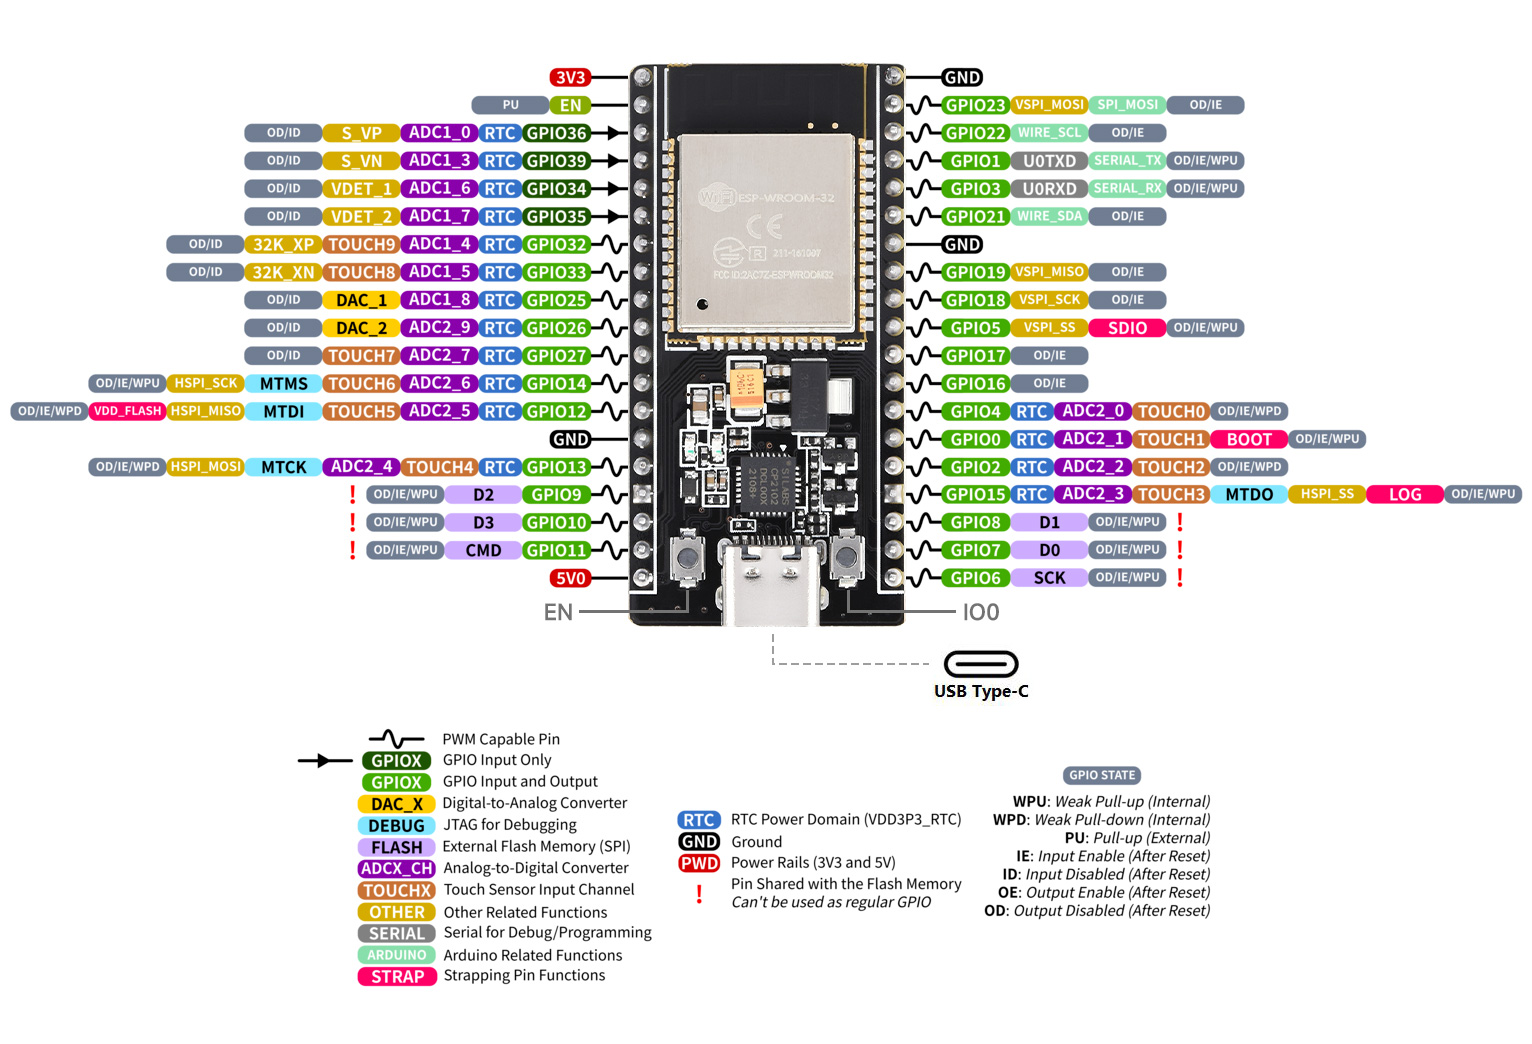 3V3 GND
PU EN GPIO23 VSPI_MOSI SPI_MOSI OD/IE
OD/ID S_VP ADC1_0 RTC GPIO36 GPIO22 WIRE_SCL OD/IE
OD/ID S_VN ADC1_3 RTC GPIO39 GPIO1 U0TXD SERIAL_TX OD/IE/WPU
OD/ID VDET_1 ADC1_6 RTC GPIO34 GPIO3 U0RXD SERIAL_RX OD/IE/WPU
OD/ID VDET_2 ADC1_7 RTC GPIO35 GPIO21 WIRE_SDA OD/IE
OD/ID 32K_XP TOUCH9 ADC1_4 RTC GPIO32 GND
OD/ID 32K_XN TOUCH8 ADC1_5 RTC GPIO33 GPIO19 VSPI_MISO OD/IE
OD/ID DAC_1 ADC1_8 RTC GPIO25 GPIO18 VSPI_SCK OD/IE
OD/ID DAC_2 ADC2_9 RTC GPIO26 GPIO5 VSPI_SS SDIO OD/IE/WPU
OD/ID TOUCH7 ADC2_7 RTC GPIO27 GPIO17 OD/IE
OD/IE/WPU HSPI_SCK MTMS TOUCH6 ADC2_6 RTC GPIO14 GPIO16 OD/IE
OD/IE/WPD VDD_FLASH HSPI_MISO MTDI TOUCH5 ADC2_5 RTC GPIO12 GPIO4 RTC ADC2_0 TOUCH0 OD/IE/WPD
GND GPIO0 RTC ADC2_1 TOUCH1 BOOT OD/IE/WPU
OD/IE/WPD HSPI_MOSI MTCK ADC2_4 TOUCH4 RTC GPIO13 GPIO2 RTC ADC2_2 TOUCH2 OD/IE/WPD
! OD/IE/WPU D2 GPIO9 GPIO15 RTC ADC2_3 TOUCH3 MTDO HSPI_SS LOG OD/IE/WPU
! OD/IE/WPU D3 GPIO10 GPIO8 D1 OD/IE/WPU !
! OD/IE/WPU CMD GPIO11 GPIO7 D0 OD/IE/WPU !
5V0 GPIO6 SCK OD/IE/WPU !
WiFi ESP-WROOM-32
CE
R 211-161007
FCC ID:2AC7Z-ESPWROOM32
SILABS
CP2102
DCL00X
2108+
EN IO0
USB Type-C
PWM Capable Pin
GPIOX GPIO Input Only
GPIOX GPIO Input and Output
DAC_X Digital-to-Analog Converter
DEBUG JTAG for Debugging
FLASH External Flash Memory (SPI)
ADCX_CH Analog-to-Digital Converter
TOUCHX Touch Sensor Input Channel
OTHER Other Related Functions
SERIAL Serial for Debug/Programming
ARDUINO Arduino Related Functions
STRAP Strapping Pin Functions
RTC RTC Power Domain (VDD3P3_RTC)
GND Ground
PWD Power Rails (3V3 and 5V)
! Pin Shared with the Flash Memory
Can't be used as regular GPIO
GPIO STATE
WPU: Weak Pull-up (Internal)
WPD: Weak Pull-down (Internal)
PU: Pull-up (External)
IE: Input Enable (After Reset)
ID: Input Disabled (After Reset)
OE: Output Enable (After Reset)
OD: Output Disabled (After Reset)